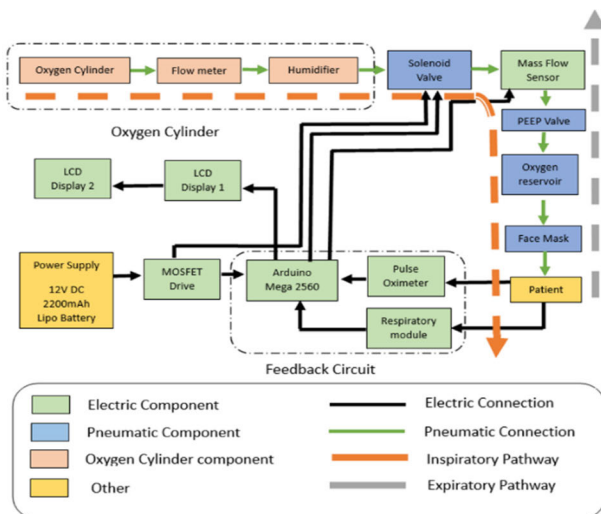 Oxygen Cylinder
Flow meter
Humidifier
Solenoid
Valve
Mass Flow
Sensor
Oxygen Cylinder
PEEP Valve
LCD
Display 2
LCD
Display 1
Oxygen
reservoir
Face Mask
Power Supply
12V DC
2200mAh
Lipo Battery
MOSFET
Drive
Arduino
Mega 2560
Pulse
Oximeter
Patient
Respiratory
module
Feedback Circuit
Electric Component
Electric Connection
Pneumatic Component
Pneumatic Connection
Oxygen Cylinder component
Inspiratory Pathway
Other
Expiratory Pathway